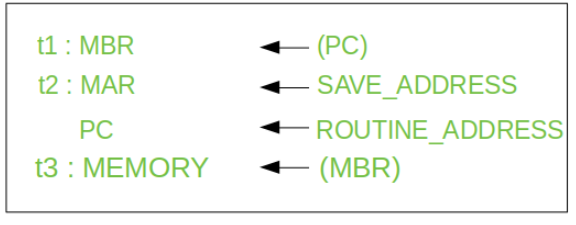 t1 : MBR ← (PC)
t2 : MAR ← SAVE_ADDRESS
PC ← ROUTINE_ADDRESS
t3 : MEMORY ← (MBR)